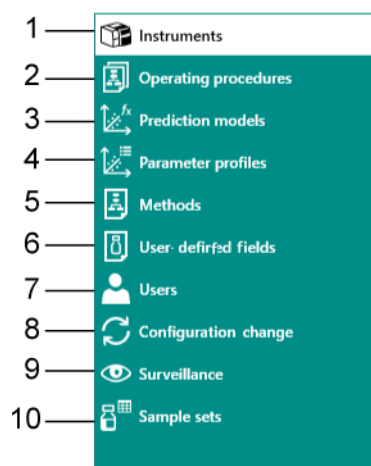 1 Instruments
2 Operating procedures
3 fx Prediction models
4 Parameter profiles
5 Methods
6 User- fields
7 Users
8 Configuration change
9 Surveillance
10 Sample sets